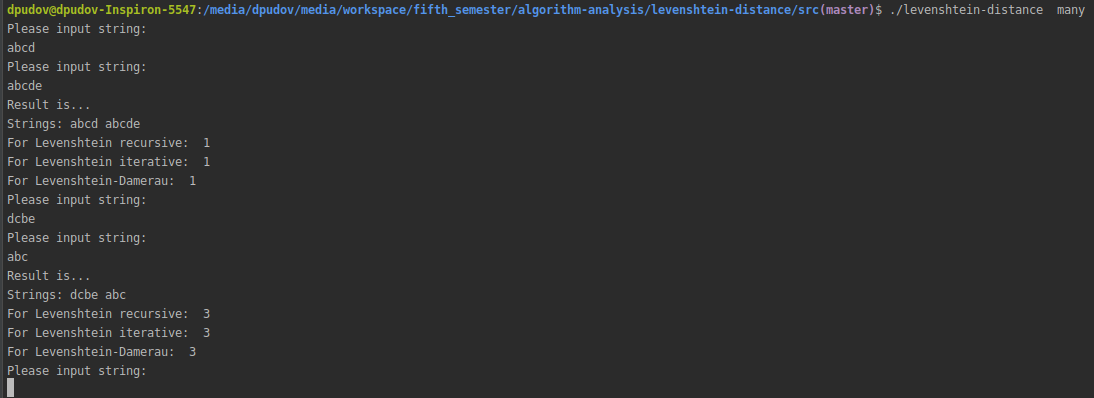 dpudov@dpudov-Inspiron-5547:/media/dpudov/media/workspace/fifth_semester/algorithm-analysis/levenshtein-distance/src(master)$ ./levenshtein-distance  many
Please input string:
abcd
Please input string:
abcde
Result is...
Strings: abcd abcde
For Levenshtein recursive:  1
For Levenshtein iterative:  1
For Levenshtein-Damerau:  1
Please input string:
dcbe
Please input string:
abc
Result is...
Strings: dcbe abc
For Levenshtein recursive:  3
For Levenshtein iterative:  3
For Levenshtein-Damerau:  3
Please input string: